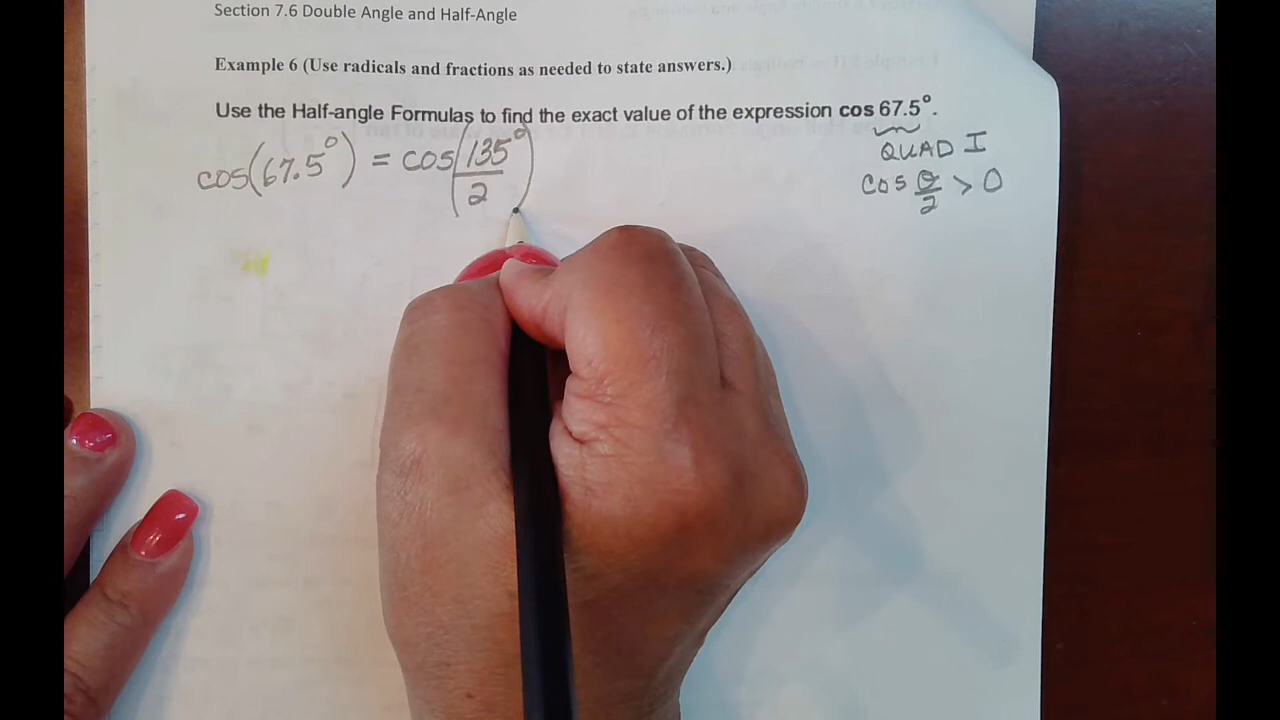 Section 7.6 Double Angle and Half-Angle
Example 6 (Use radicals and fractions as needed to state answers.)
Use the Half-angle Formulas to find the exact value of the expression cos 67.5°.
cos(67.5°) = cos(135°/2)
QUAD I
cos θ/2 > 0